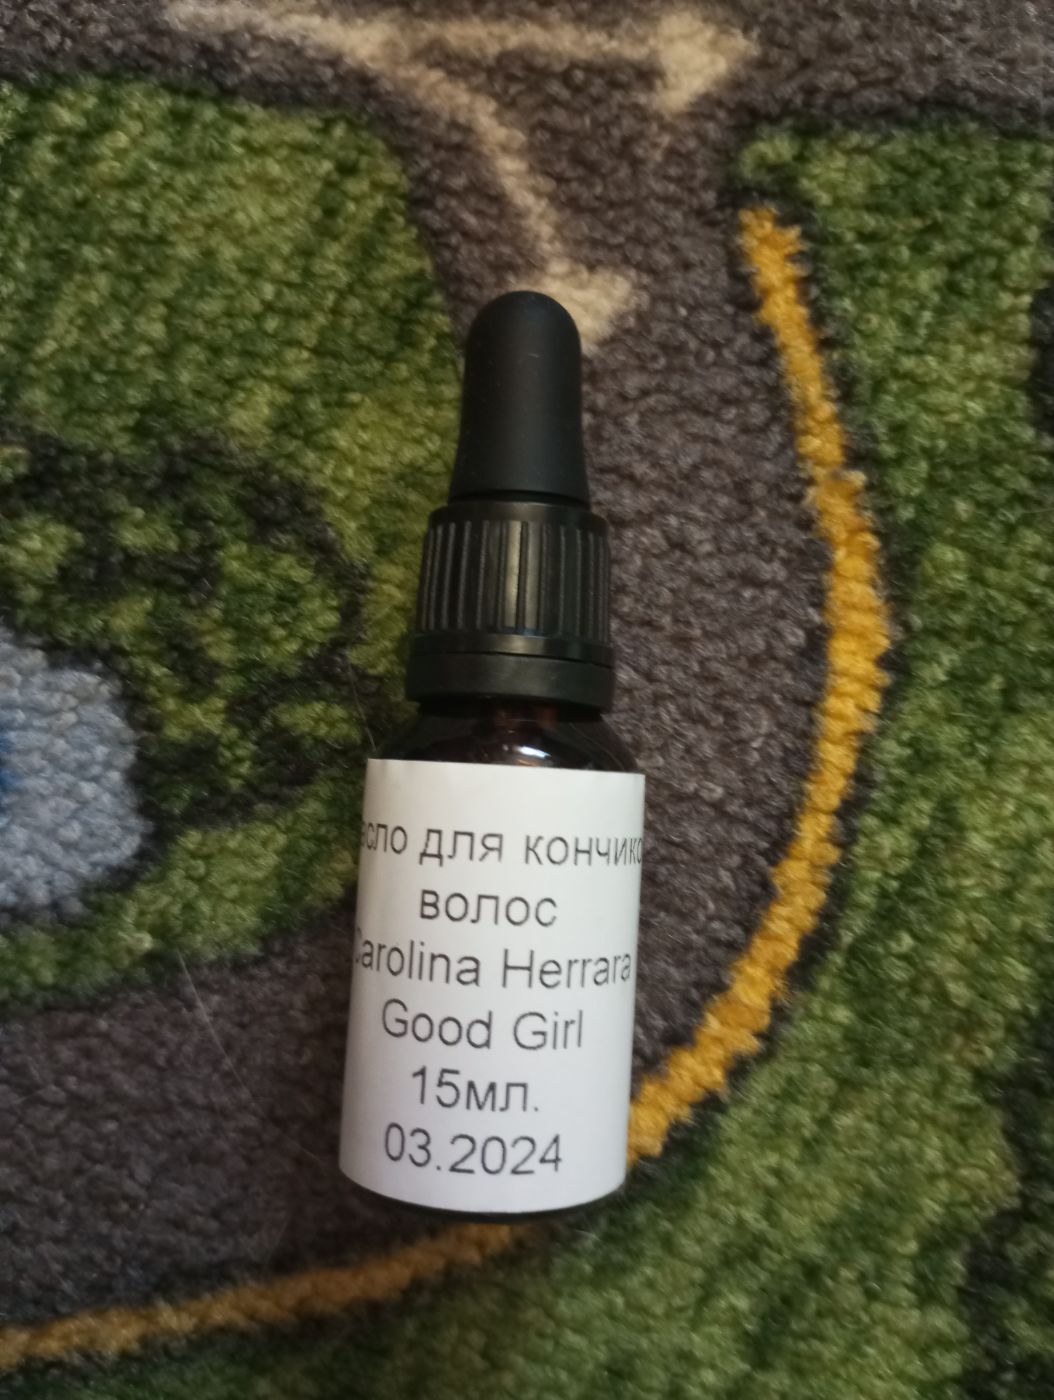 асло для кончико
волос
Carolina Herrara
Good Girl
15мл.
03.2024